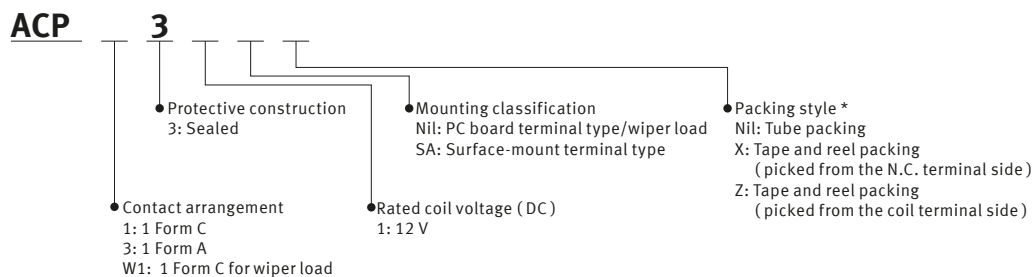 ACP 3
Protective construction
3: Sealed
Mounting classification
Nil: PC board terminal type/wiper load
SA: Surface-mount terminal type
Packing style *
Nil: Tube packing
X: Tape and reel packing
( picked from the N.C. terminal side )
Z: Tape and reel packing
( picked from the coil terminal side )
Contact arrangement
1: 1 Form C
3: 1 Form A
W1: 1 Form C for wiper load
Rated coil voltage ( DC )
1: 12 V